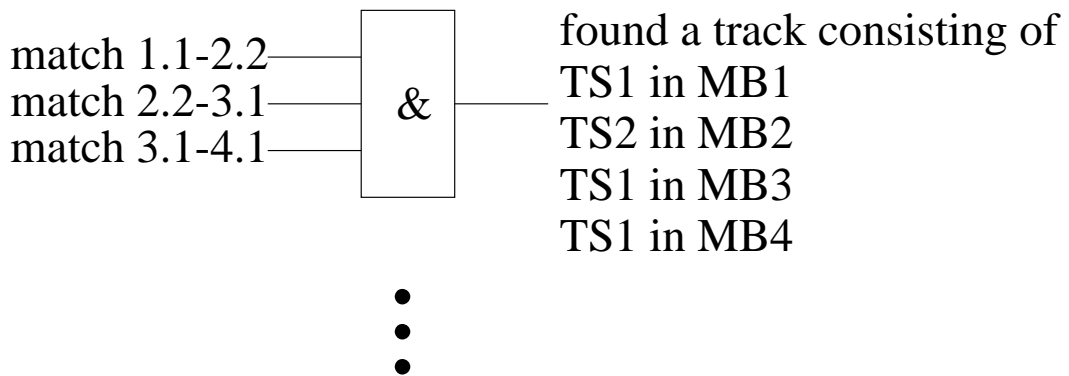 match 1.1-2.2
match 2.2-3.1
match 3.1-4.1
&
found a track consisting of
TS1 in MB1
TS2 in MB2
TS1 in MB3
TS1 in MB4